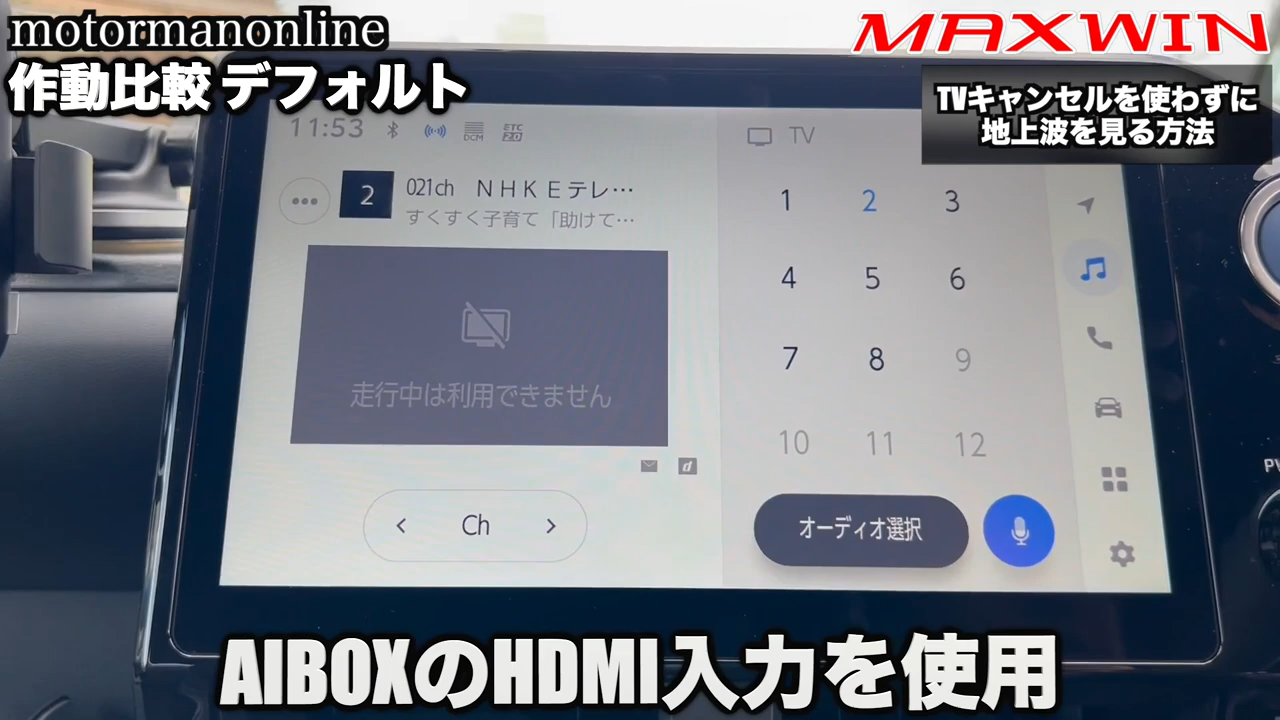 motormanonline
MAXWIN
作動比較 デフォルト
TVキャンセルを使わずに
地上波を見る方法
11:53
DCM
ETC
2.0
TV
2
021ch NHKEテレ…
すくすく子育て「助けて…
走行中は利用できません
d
Ch
1 2 3
4 5 6
7 8 9
10 11 12
オーディオ選択
AIBOXのHDMI入力を使用